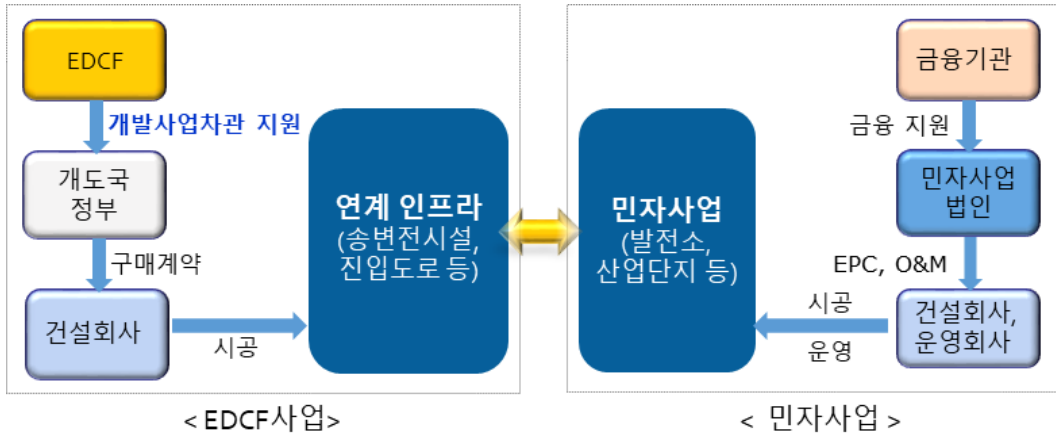 EDCF
개발사업차관 지원
개도국
정부
구매계약
건설회사
시공
연계 인프라
(송변전시설,
진입도로 등)
< EDCF사업>
금융기관
금융 지원
민자사업
법인
EPC, O&M
건설회사,
운영회사
시공
운영
민자사업
(발전소,
산업단지 등)
< 민자사업 >